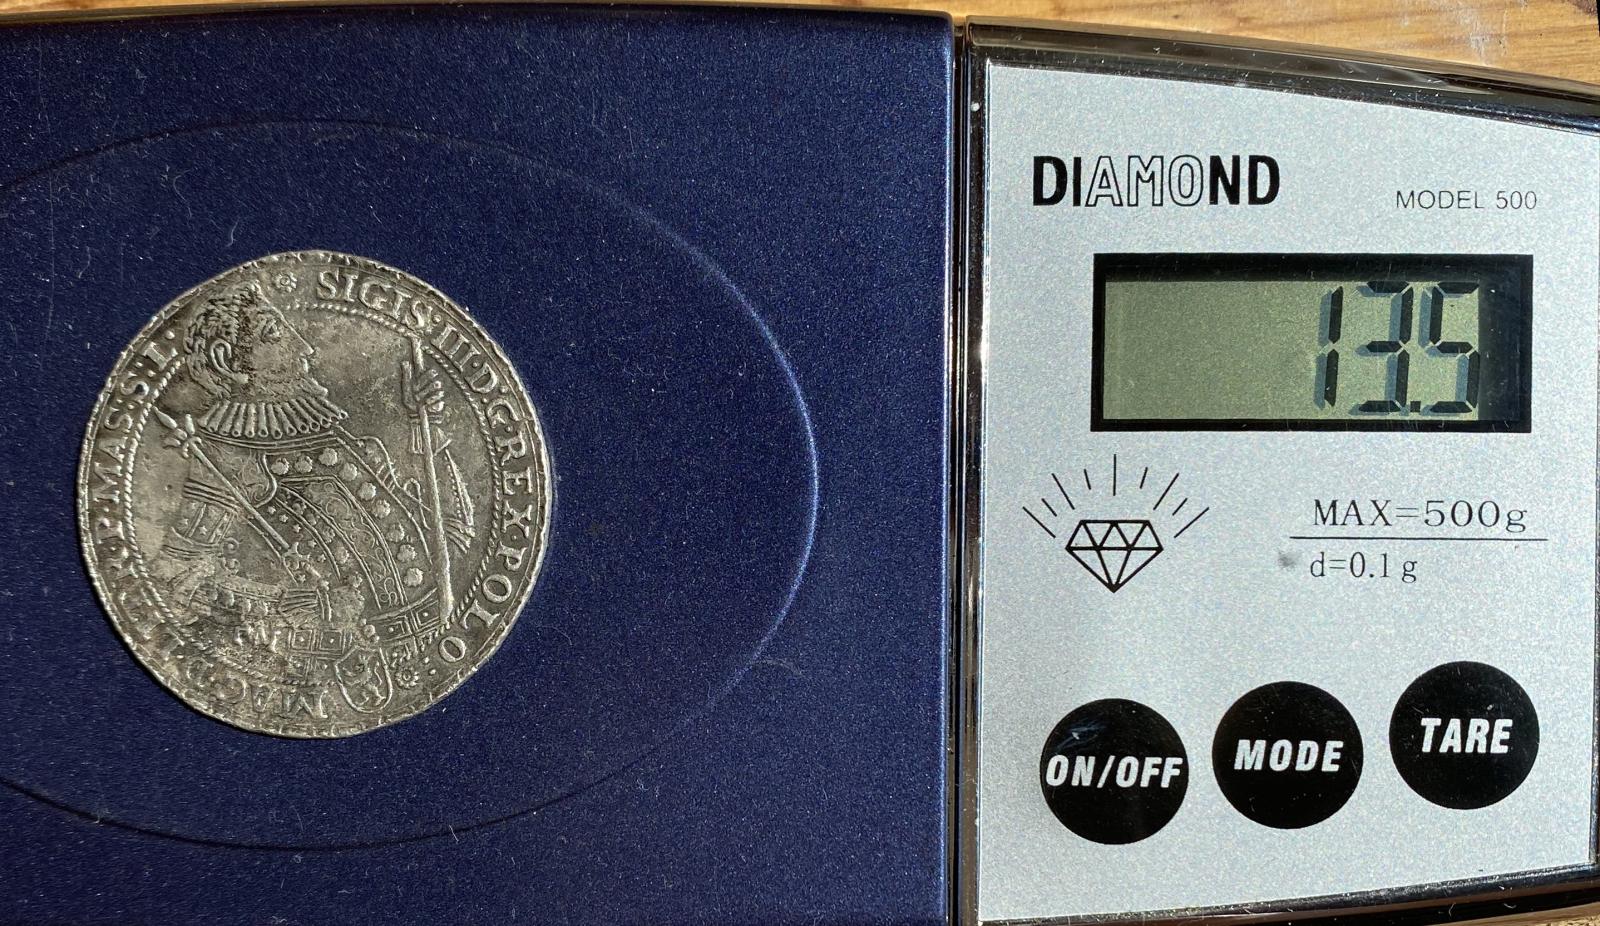 SIGIS·III·D:G·REX·POLO:
MAG·D·L·R·P·MAS·S·L·
DIAMOND
MODEL 500
13.5
MAX=500g
d=0.1 g
ON/OFF
MODE
TARE